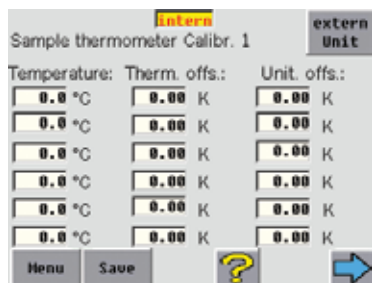 intern
Sample thermometer Calibr. 1
extern
Unit
Temperature: Therm. offs.: Unit. offs.:
0.0 °C 0.00 K 0.00 K
0.0 °C 0.00 K 0.00 K
0.0 °C 0.00 K 0.00 K
0.0 °C 0.00 K 0.00 K
0.0 °C 0.00 K 0.00 K
0.0 °C 0.00 K 0.00 K
Menu Save ?